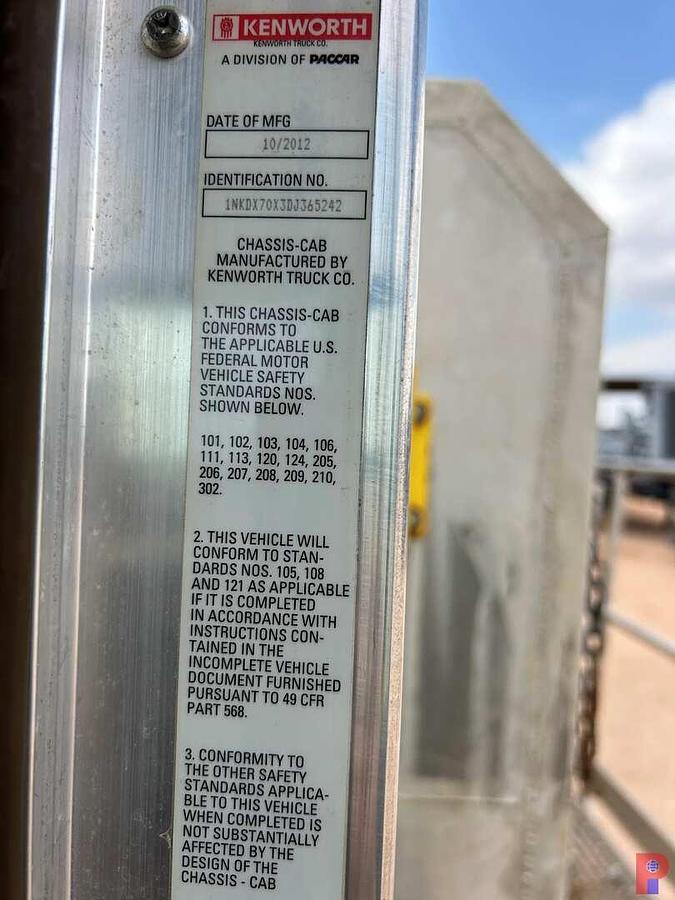 KENWORTH
KENWORTH TRUCK CO.
A DIVISION OF PACCAR
DATE OF MFG
10/2012
IDENTIFICATION NO.
1NKDX70X3DJ365242
CHASSIS-CAB
MANUFACTURED BY
KENWORTH TRUCK CO.
1. THIS CHASSIS-CAB
CONFORMS TO
THE APPLICABLE U.S.
FEDERAL MOTOR
VEHICLE SAFETY
STANDARDS NOS.
SHOWN BELOW.
101, 102, 103, 104, 106,
111, 113, 120, 124, 205,
206, 207, 208, 209, 210,
302.
2. THIS VEHICLE WILL
CONFORM TO STAN-
DARDS NOS. 105, 108
AND 121 AS APPLICABLE
IF IT IS COMPLETED
IN ACCORDANCE WITH
INSTRUCTIONS CON-
TAINED IN THE
INCOMPLETE VEHICLE
DOCUMENT FURNISHED
PURSUANT TO 49 CFR
PART 568.
3. CONFORMITY TO
THE OTHER SAFETY
STANDARDS APPLICA-
BLE TO THIS VEHICLE
WHEN COMPLETED IS
NOT SUBSTANTIALLY
AFFECTED BY THE
DESIGN OF THE
CHASSIS - CAB